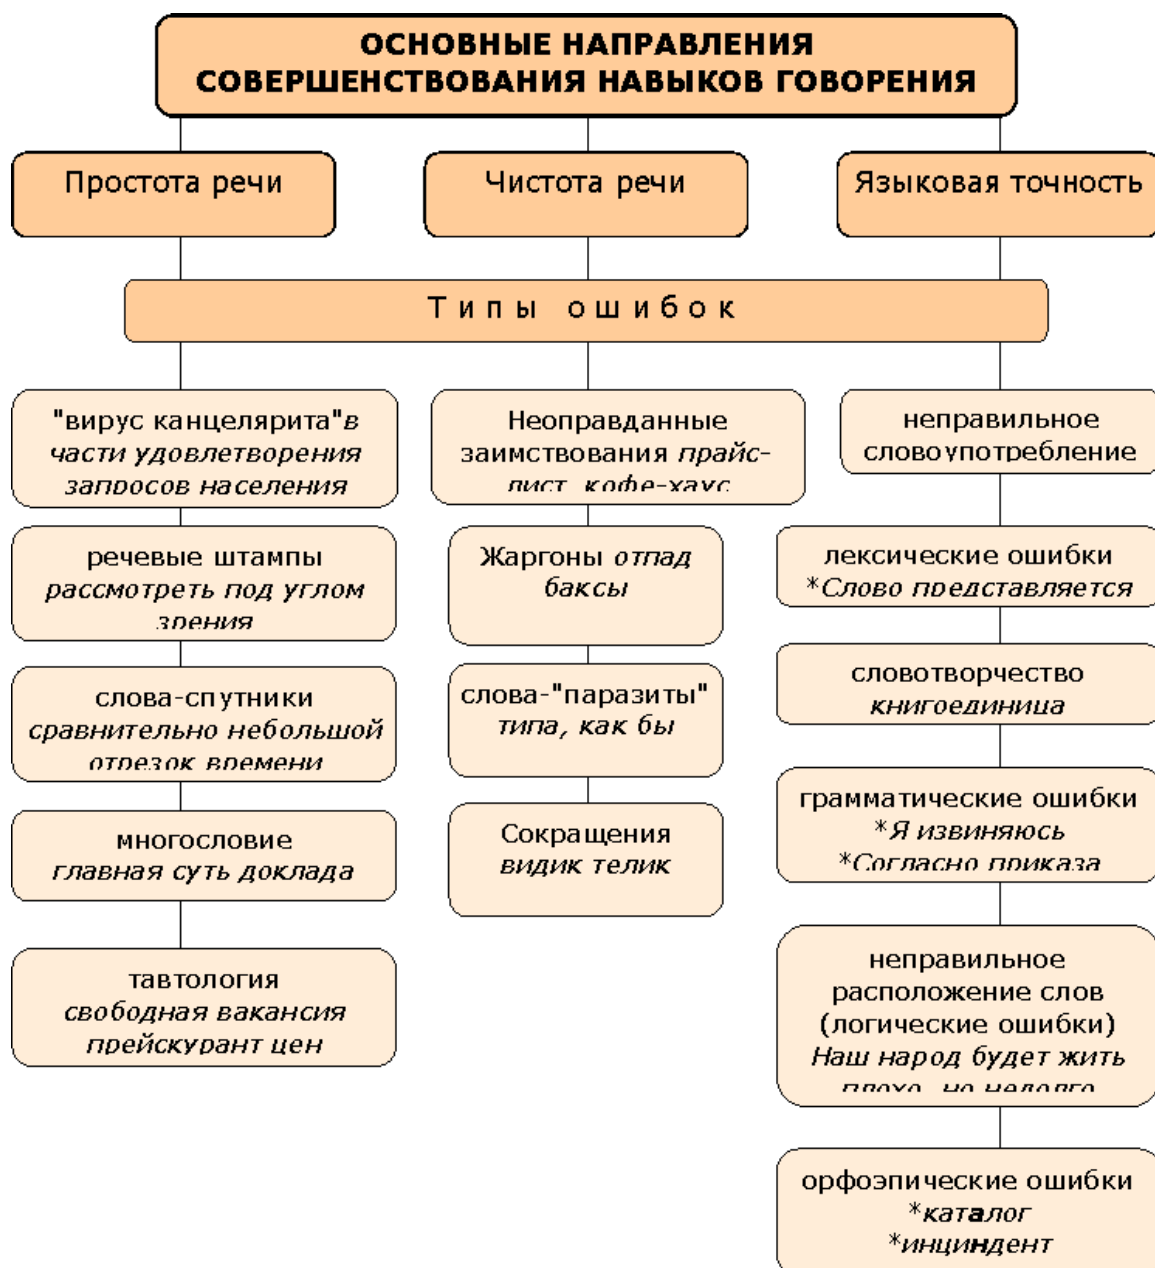 ОСНОВНЫЕ НАПРАВЛЕНИЯ
СОВЕРШЕНСТВОВАНИЯ НАВЫКОВ ГОВОРЕНИЯ
Простота речи
Чистота речи
Языковая точность
Типы ошибок
"вирус канцелярита"в
части удовлетворения
запросов населения
речевые штампы
рассмотреть под углом
зрения
слова-спутники
сравнительно небольшой
отрезок времени
многословие
главная суть доклада
тавтология
свободная вакансия
прейскурант цен
Неоправданные
заимствования прайс-
лист, кофе-хаус
Жаргоны отпад
баксы
слова-"паразиты"
типа, как бы
Сокращения
видик телик
неправильное
словоупотребление
лексические ошибки
*Слово представляется
словотворчество
книгоединица
грамматические ошибки
*Я извиняюсь
*Согласно приказа
неправильное
расположение слов
(логические ошибки)
Наш народ будет жить
плохо, но недолго
орфоэпические ошибки
*каталог
*инциндент